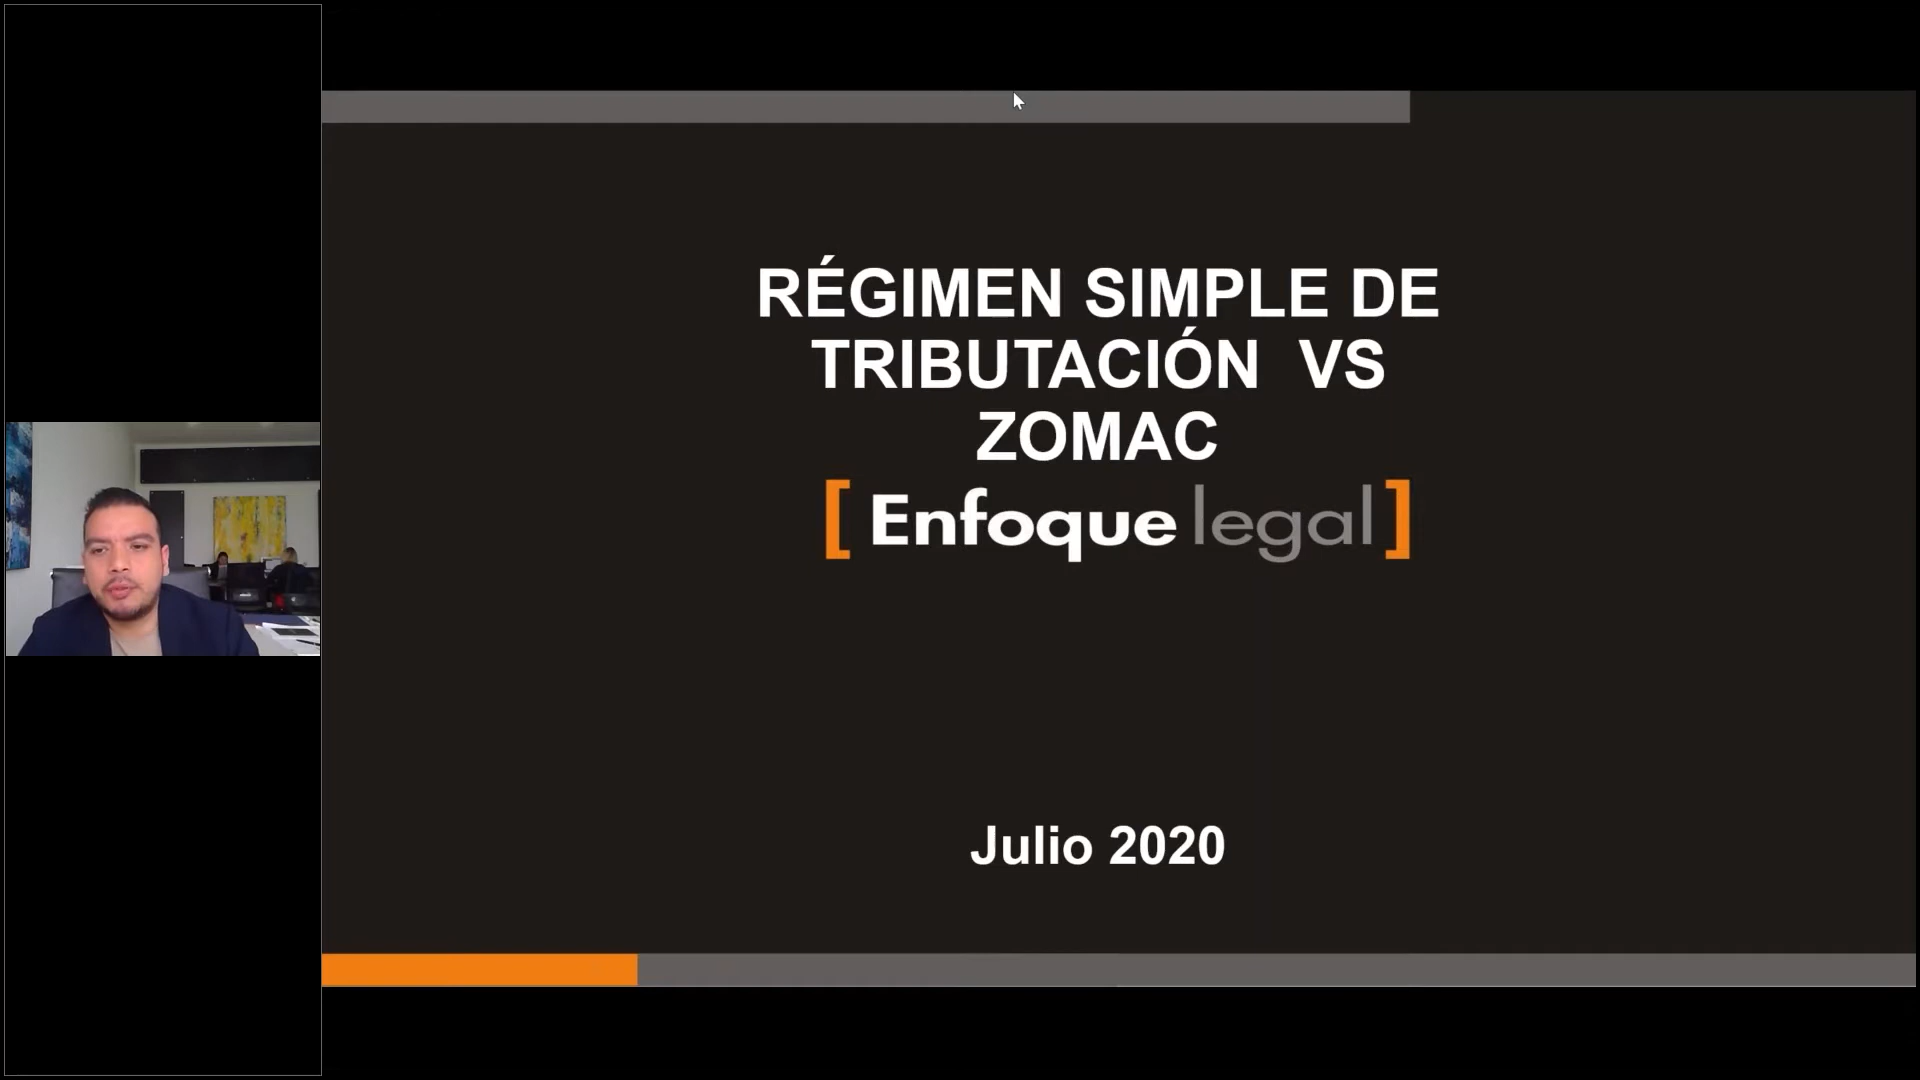 RÉGIMEN SIMPLE DE
TRIBUTACIÓN VS
ZOMAC
[ Enfoque legal ]
Julio 2020